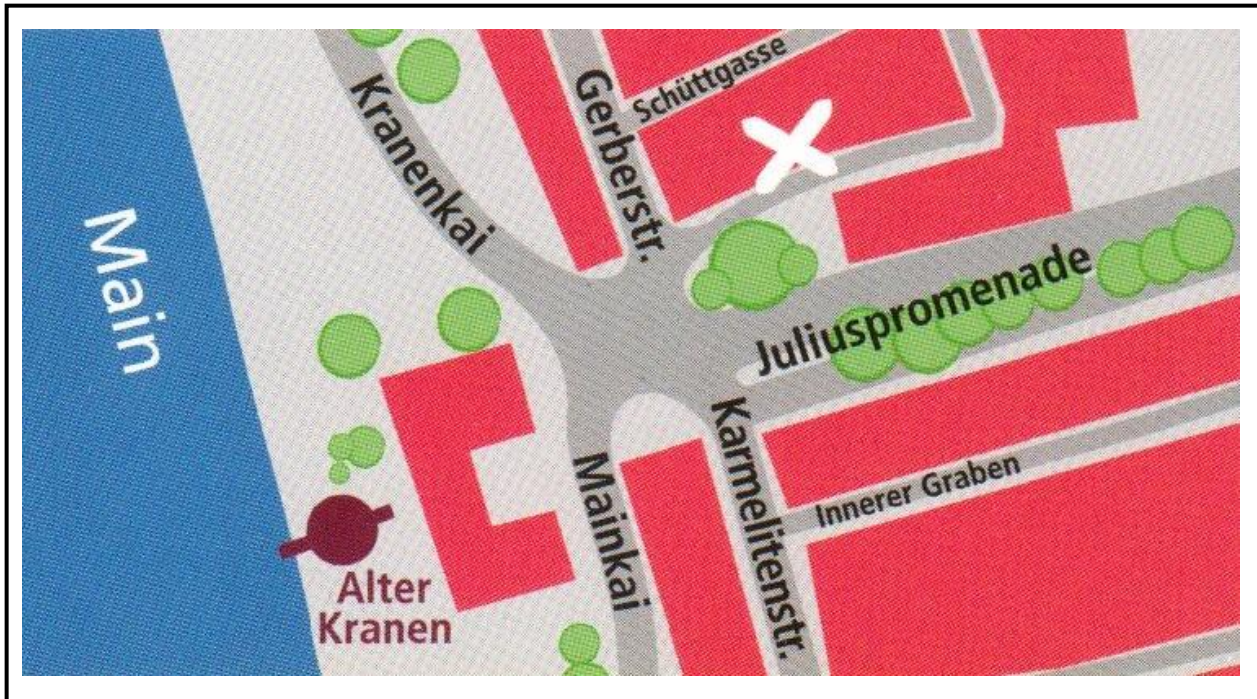 Kranenkai
Gerberstr.
Schüttgasse
Main
Juliuspromenade
Karmelitenstr.
Innerer Graben
Mainkai
Alter
Kranen